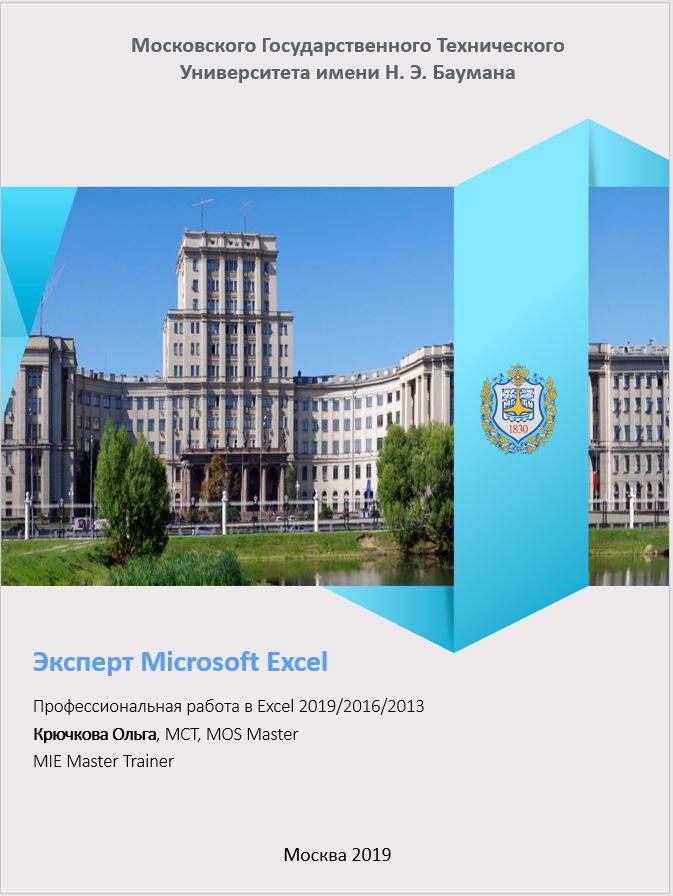 Московского Государственного Технического
Университета имени Н. Э. Баумана
1830
Эксперт Microsoft Excel
Профессиональная работа в Excel 2019/2016/2013
Крючкова Ольга, MCT, MOS Master
MIE Master Trainer
Москва 2019